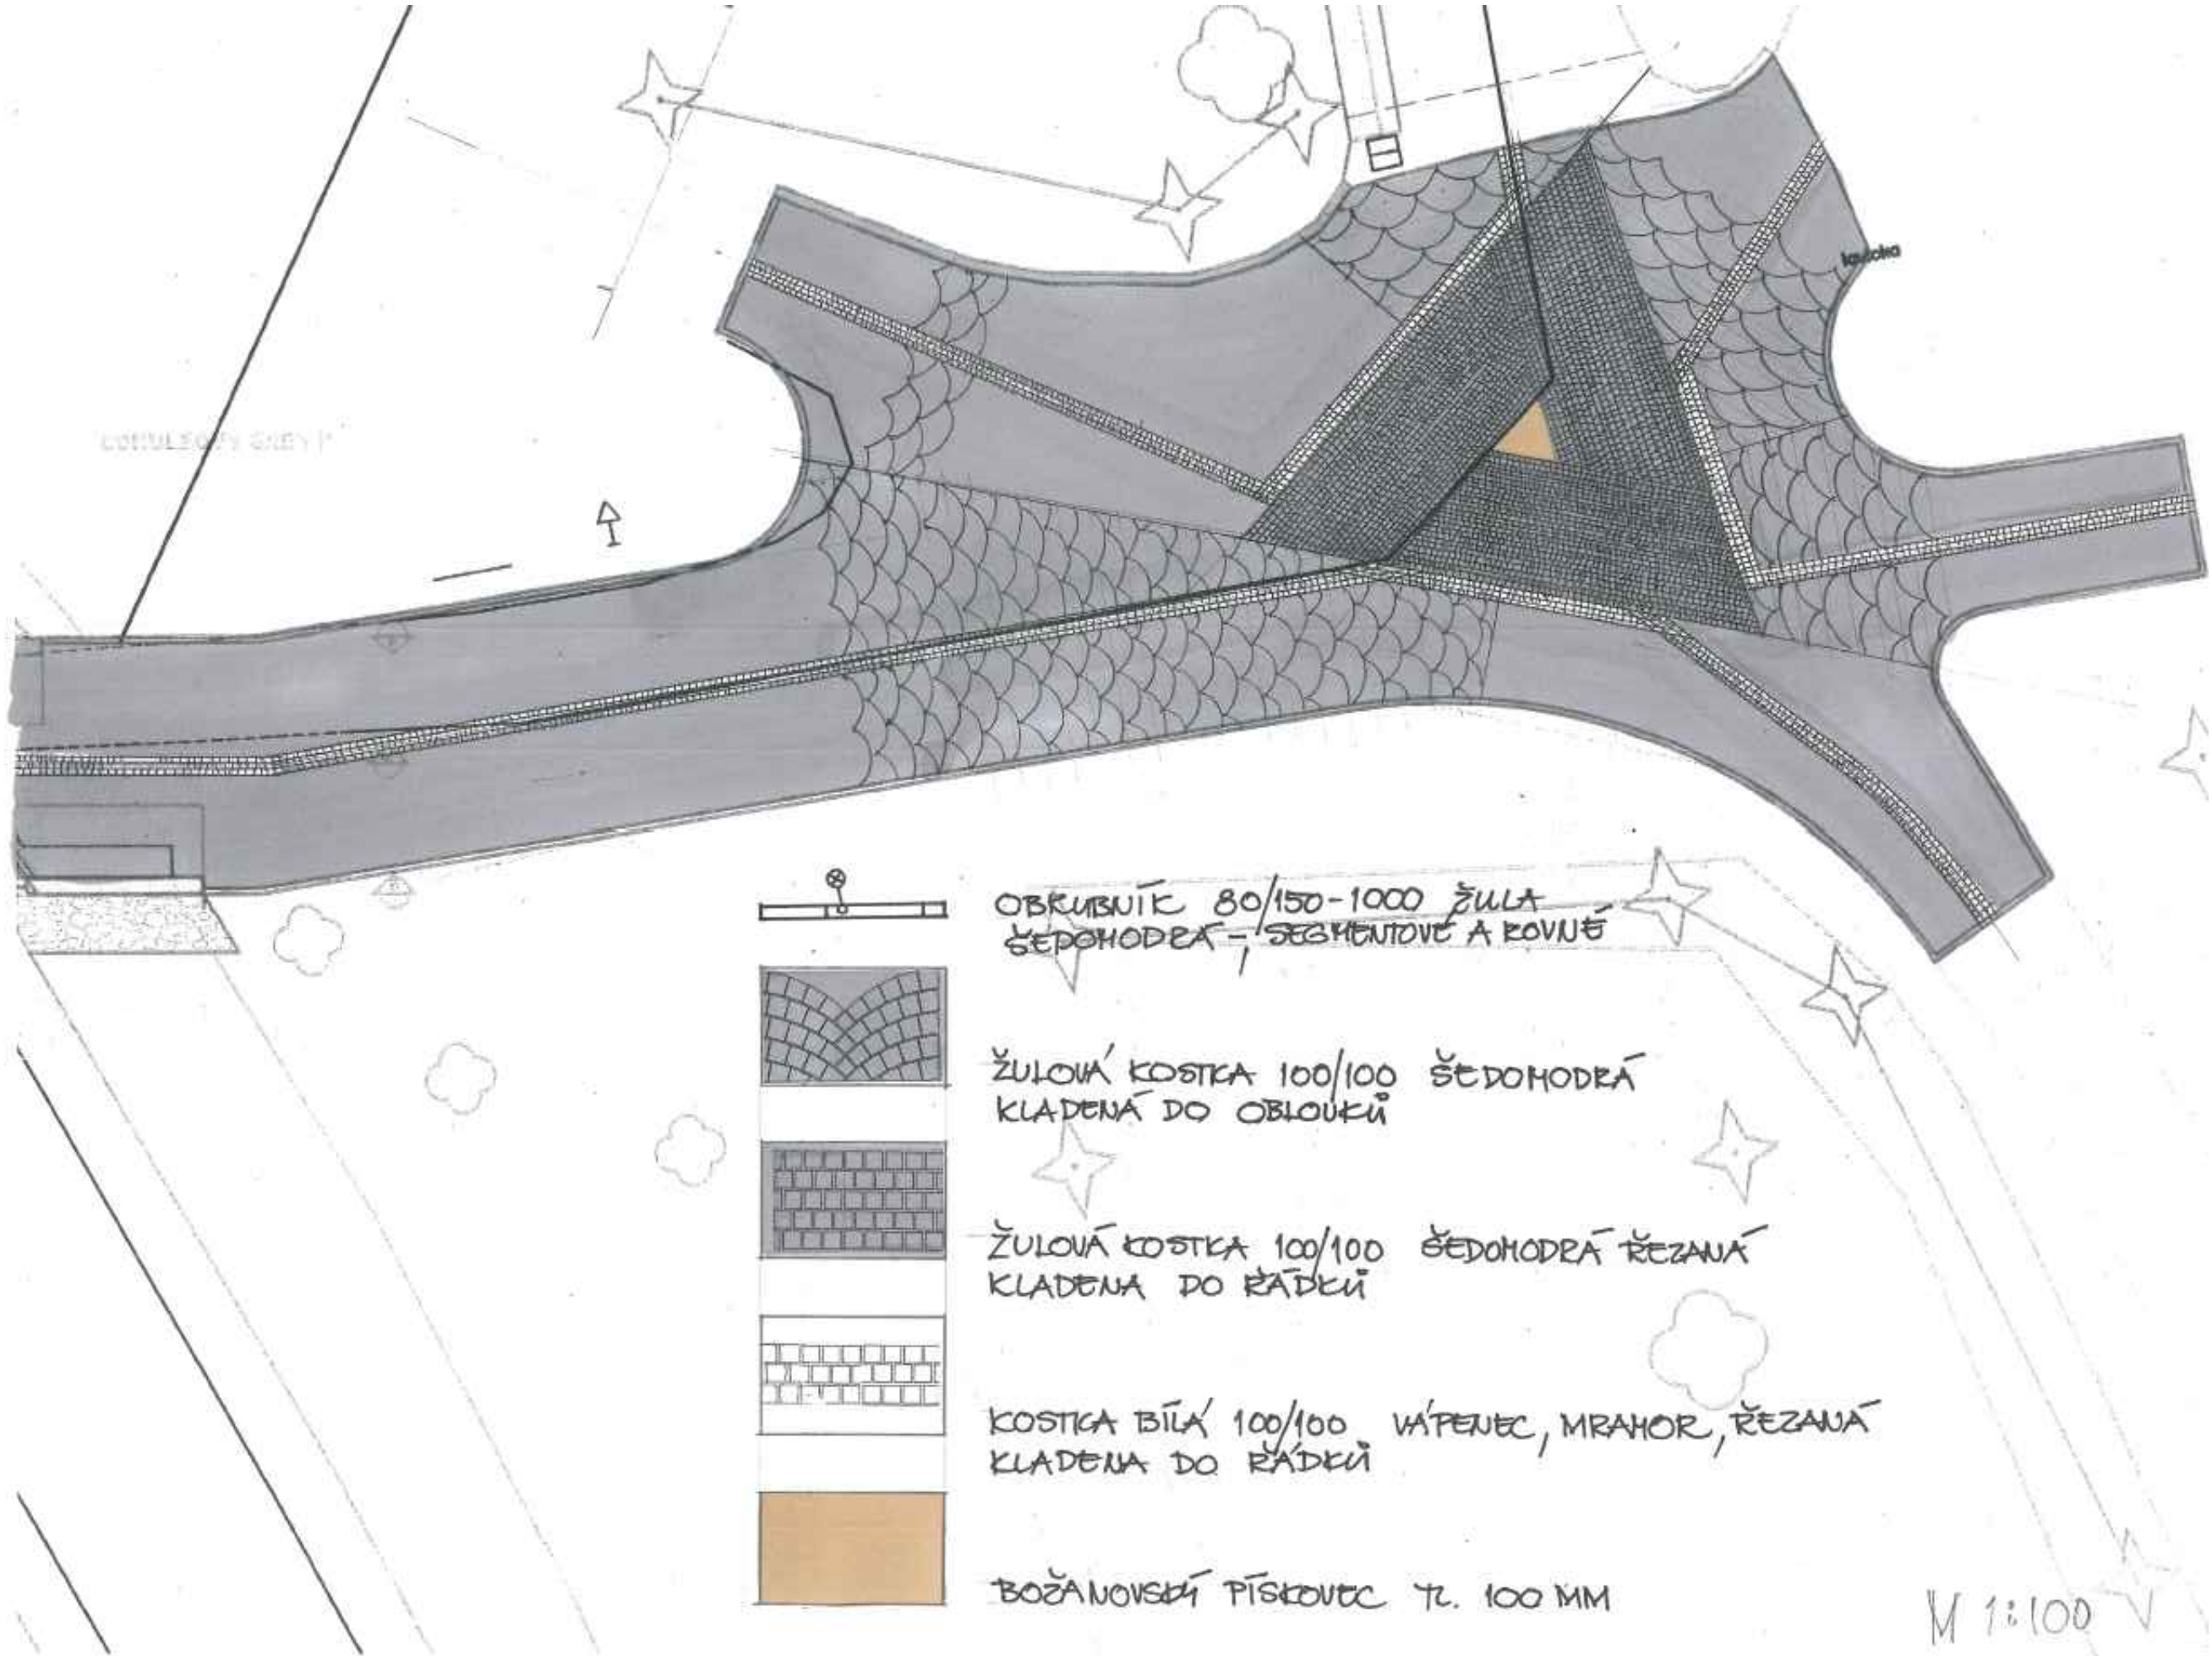 lavička
OBRUBNÍK 80/150-1000 ŽULA
ŠEDOMODRÁ - SEGMENTOVÉ A ROVNÉ
ŽULOVÁ KOSTKA 100/100 ŠEDOMODRÁ
KLADENÁ DO OBLOUKŮ
ŽULOVÁ KOSTKA 100/100 ŠEDOMODRÁ ŘEZANÁ
KLADENA DO ŘÁDKŮ
KOSTKA BÍLÁ 100/100 VÁPENEC, MRAMOR, ŘEZANÁ
KLADENA DO ŘÁDKŮ
BOŽANOVSKÝ PÍSKOVEC TL. 100 MM
M 1:100